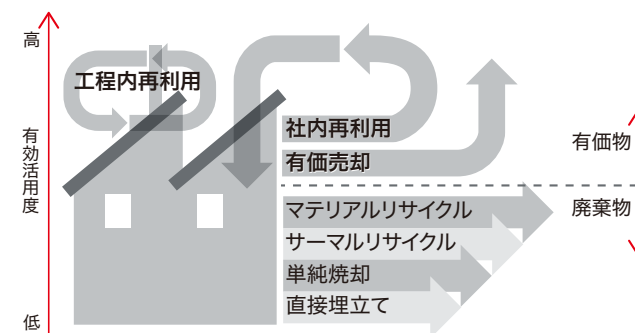 高
工程内再利用
社内再利用
有価売却
有価物
有効活用度
マテリアルリサイクル
廃棄物
サーマルリサイクル
単純焼却
直接埋立て
低